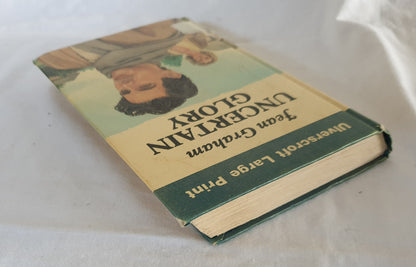 Jean Graham
UNCERTAIN
GLORY
Ulverscroft Large Print